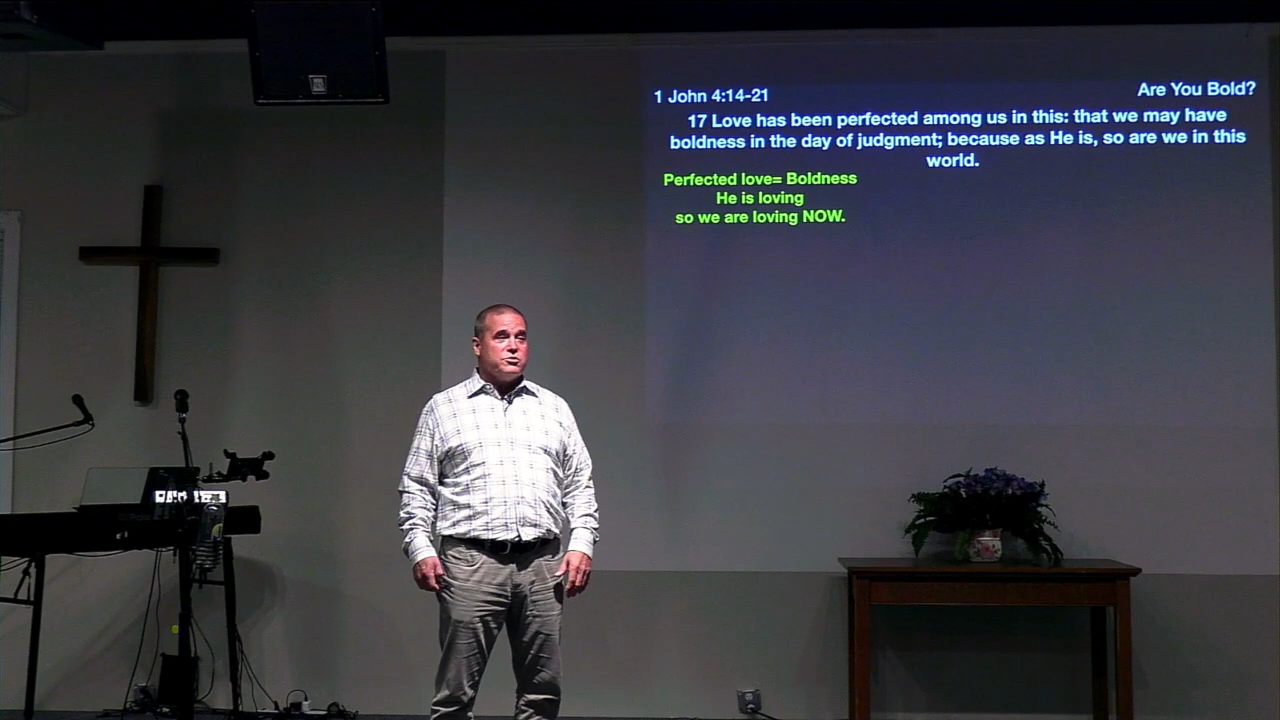 1 John 4:14-21
Are You Bold?
17 Love has been perfected among us in this: that we may have
boldness in the day of judgment; because as He is, so are we in this
world.
Perfected love= Boldness
He is loving
so we are loving NOW.